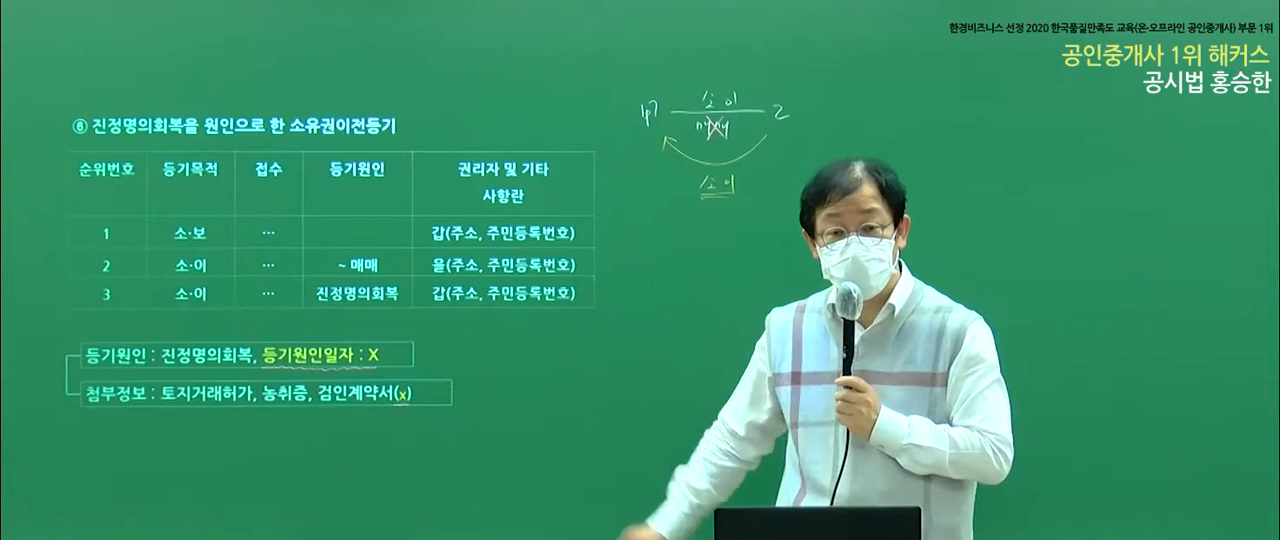 한경비즈니스 선정 2020 한국품질만족도 교육(온·오프라인 공인중개사) 부문 1위
공인중개사 1위 해커스
공시법 홍승한
⑥ 진정명의회복을 원인으로 한 소유권이전등기
순위번호 등기목적 접수 등기원인 권리자 및 기타
사항란
1 소·보 ··· 갑(주소, 주민등록번호)
2 소·이 ··· ~ 매매 을(주소, 주민등록번호)
3 소·이 ··· 진정명의회복 갑(주소, 주민등록번호)
등기원인 : 진정명의회복, 등기원인일자 : X
첨부정보 : 토지거래허가, 농취증, 검인계약서(x)
소 이
갑 을
매매
소 이